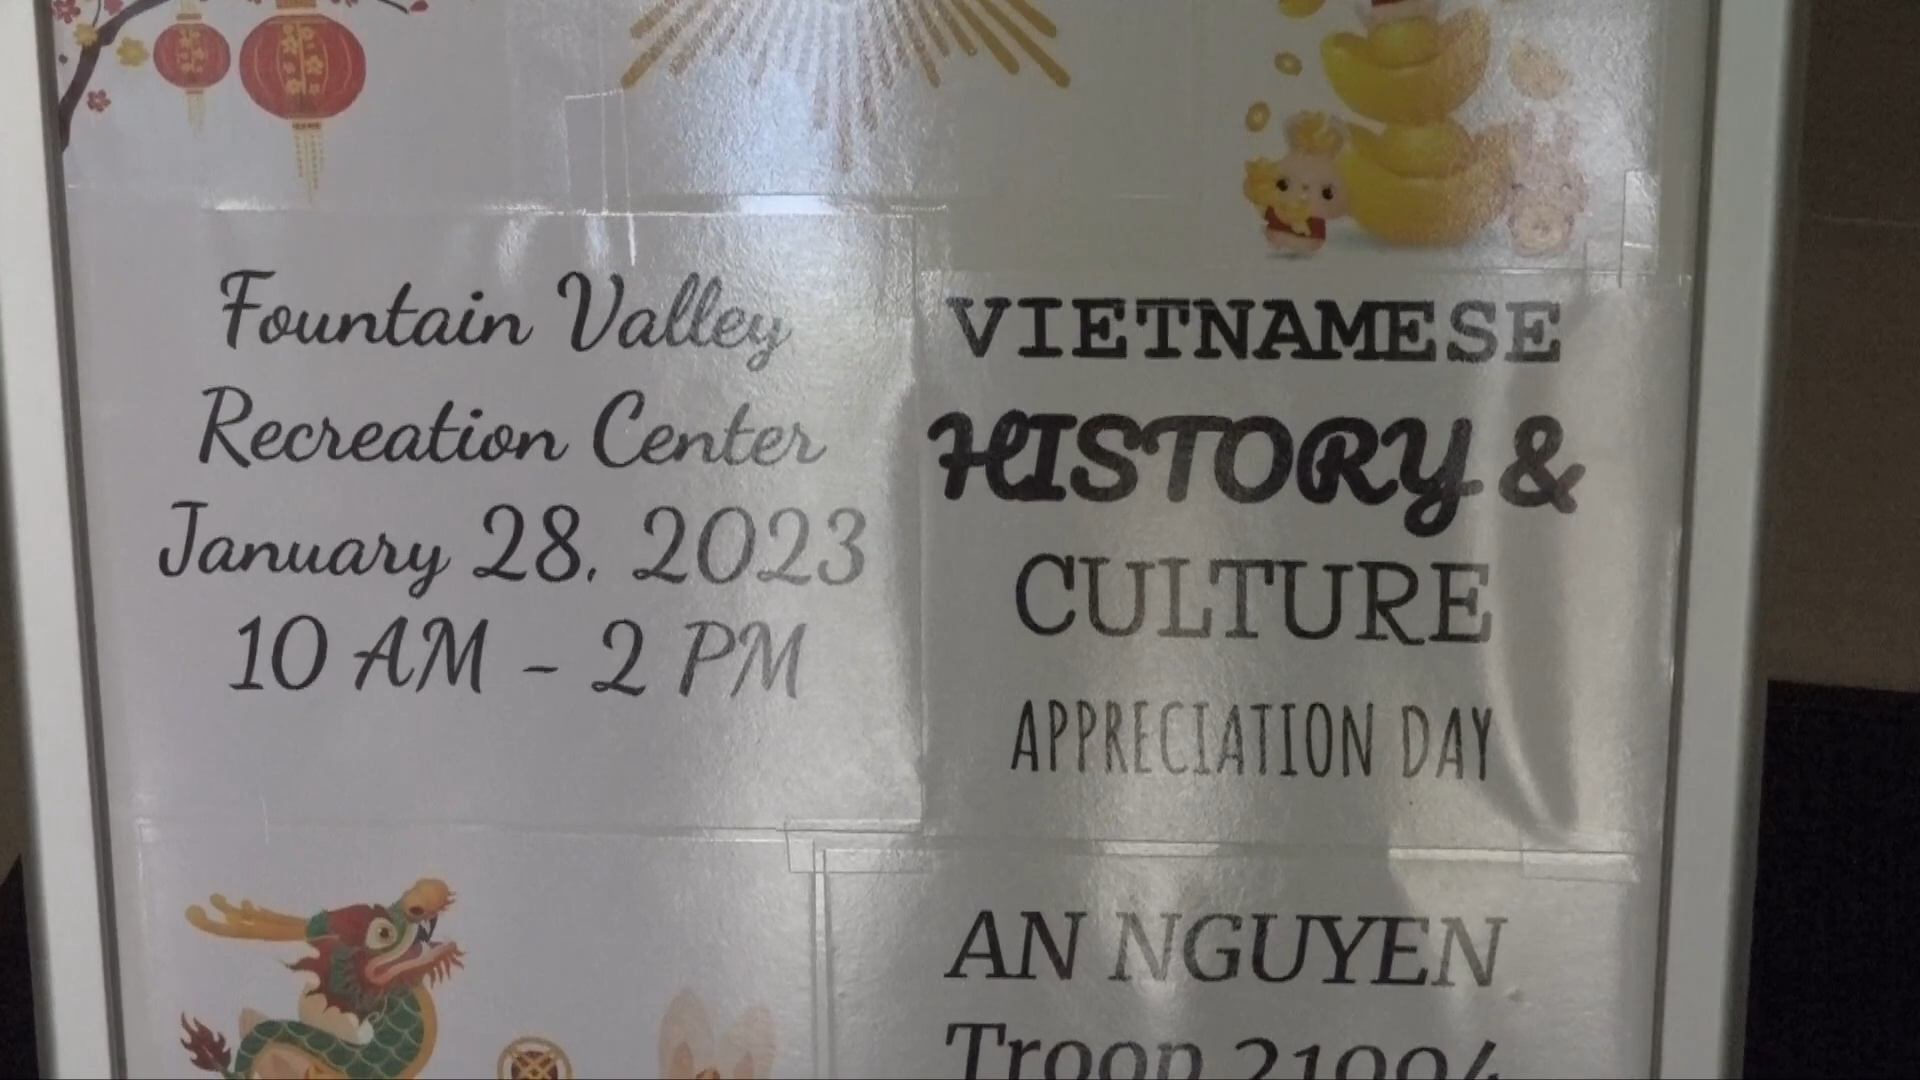 Fountain Valley
Recreation Center
January 28, 2023
10 AM - 2 PM
VIETNAMESE
HISTORY &
CULTURE
APPRECIATION DAY
AN NGUYEN
Troop